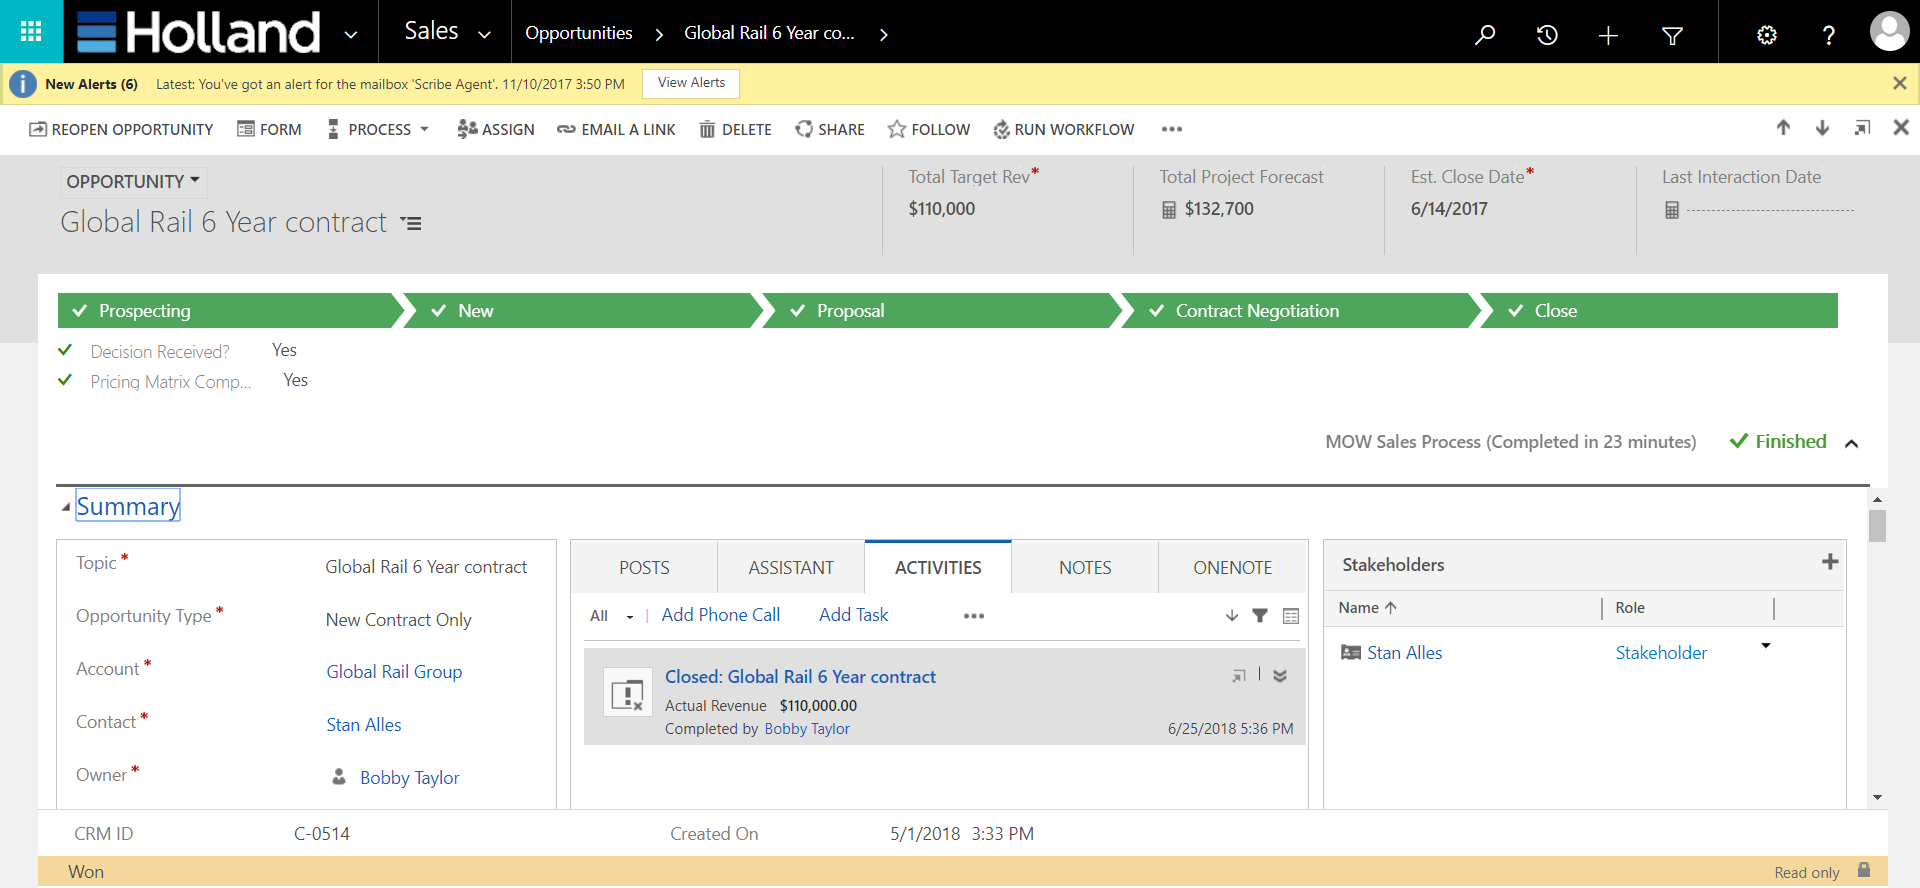 Holland
Sales
Opportunities
Global Rail 6 Year co...
?
New Alerts (6)
Latest: You've got an alert for the mailbox 'Scribe Agent'. 11/10/2017 3:50 PM
View Alerts
REOPEN OPPORTUNITY
FORM
PROCESS
ASSIGN
EMAIL A LINK
DELETE
SHARE
FOLLOW
RUN WORKFLOW
OPPORTUNITY
Global Rail 6 Year contract
Total Target Rev*
$110,000
Total Project Forecast
$132,700
Est. Close Date*
6/14/2017
Last Interaction Date
Prospecting
New
Proposal
Contract Negotiation
Close
Decision Received? Yes
Pricing Matrix Comp... Yes
MOW Sales Process (Completed in 23 minutes)
Finished
Summary
Topic* Global Rail 6 Year contract
Opportunity Type* New Contract Only
Account* Global Rail Group
Contact* Stan Alles
Owner* Bobby Taylor
POSTS
ASSISTANT
ACTIVITIES
NOTES
ONENOTE
All
Add Phone Call
Add Task
Closed: Global Rail 6 Year contract
Actual Revenue $110,000.00
Completed by Bobby Taylor
6/25/2018 5:36 PM
Stakeholders
Name
Role
Stan Alles
Stakeholder
CRM ID C-0514
Created On 5/1/2018 3:33 PM
Won
Read only